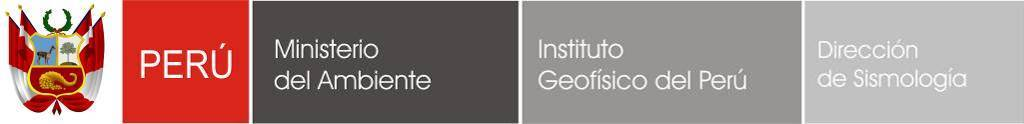 PERÚ
Ministerio
del Ambiente
Instituto
Geofísico del Perú
Dirección
de Sismología